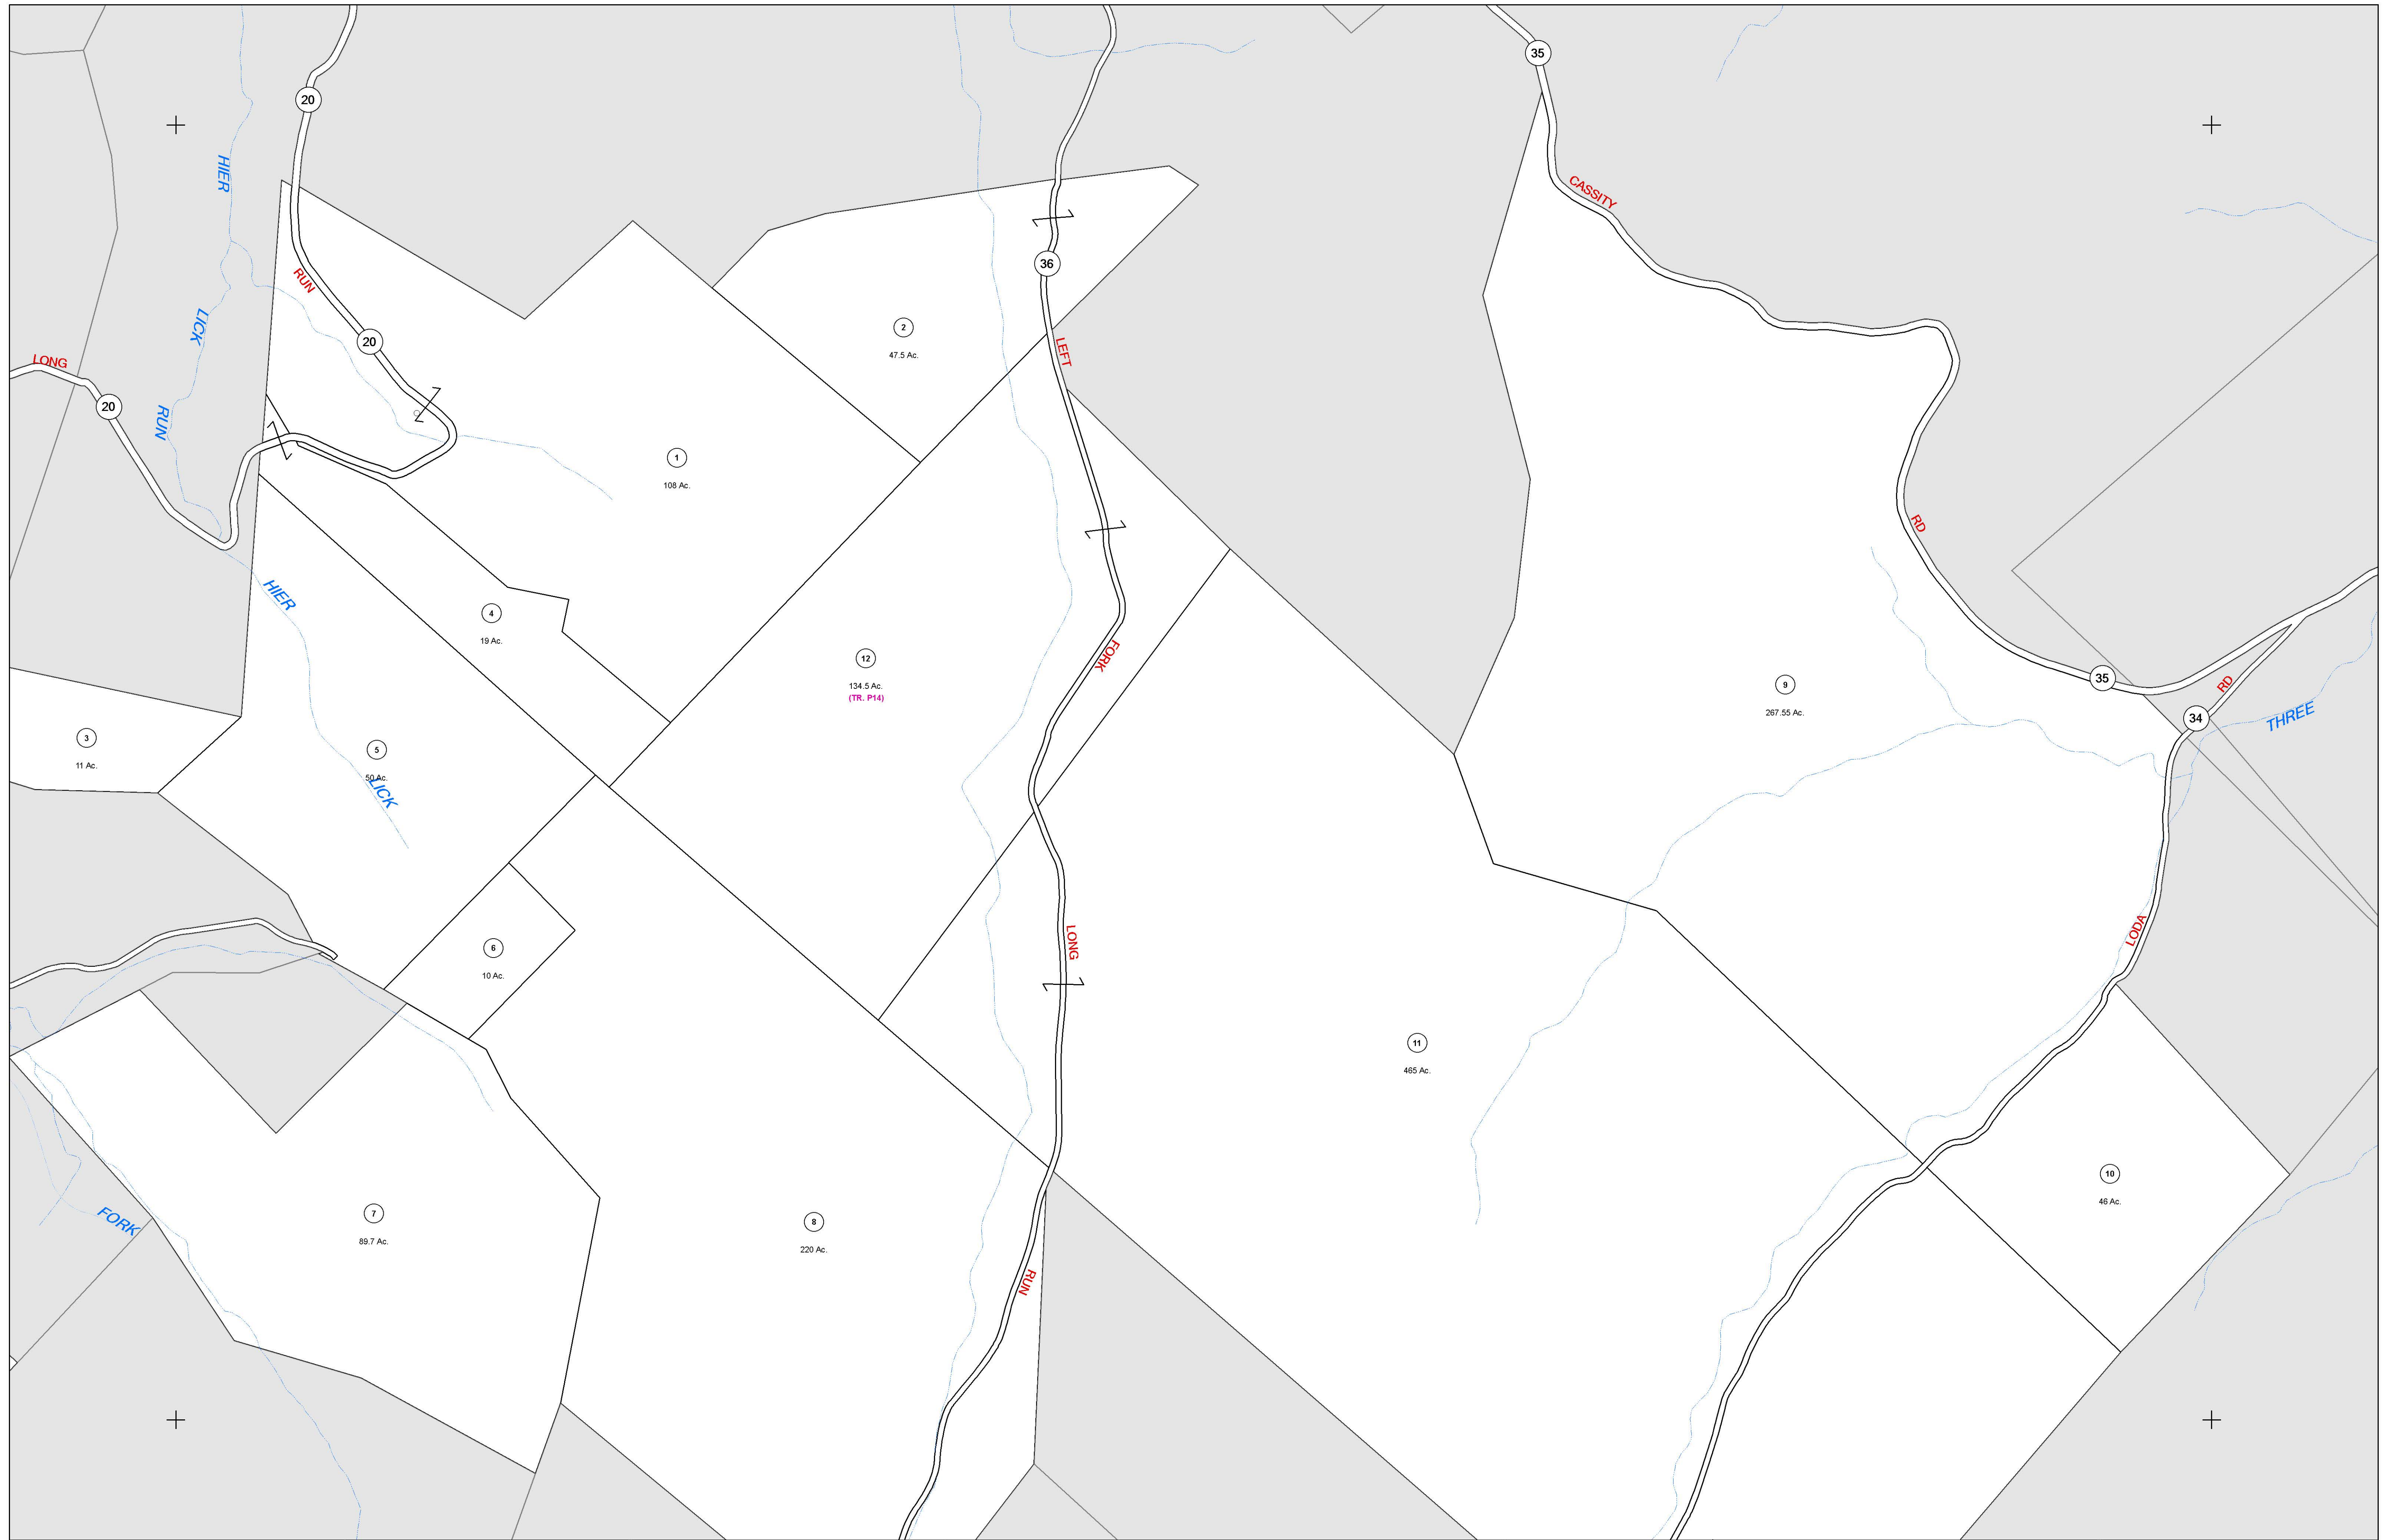 35
20
HIER
CASSITY
36
RUN
LICK
2
47.5 Ac.
20
LEFT
LONG
20
RUN
1
108 Ac.
RD
HIER
4
19 Ac.
FORK
12
134.5 Ac.
(TR. P14)
9
267.55 Ac.
35
RD
34
THREE
3
11 Ac.
5
50 Ac.
LICK
LODA
LONG
6
10 Ac.
11
465 Ac.
10
46 Ac.
7
89.7 Ac.
FORK
8
220 Ac.
RUN